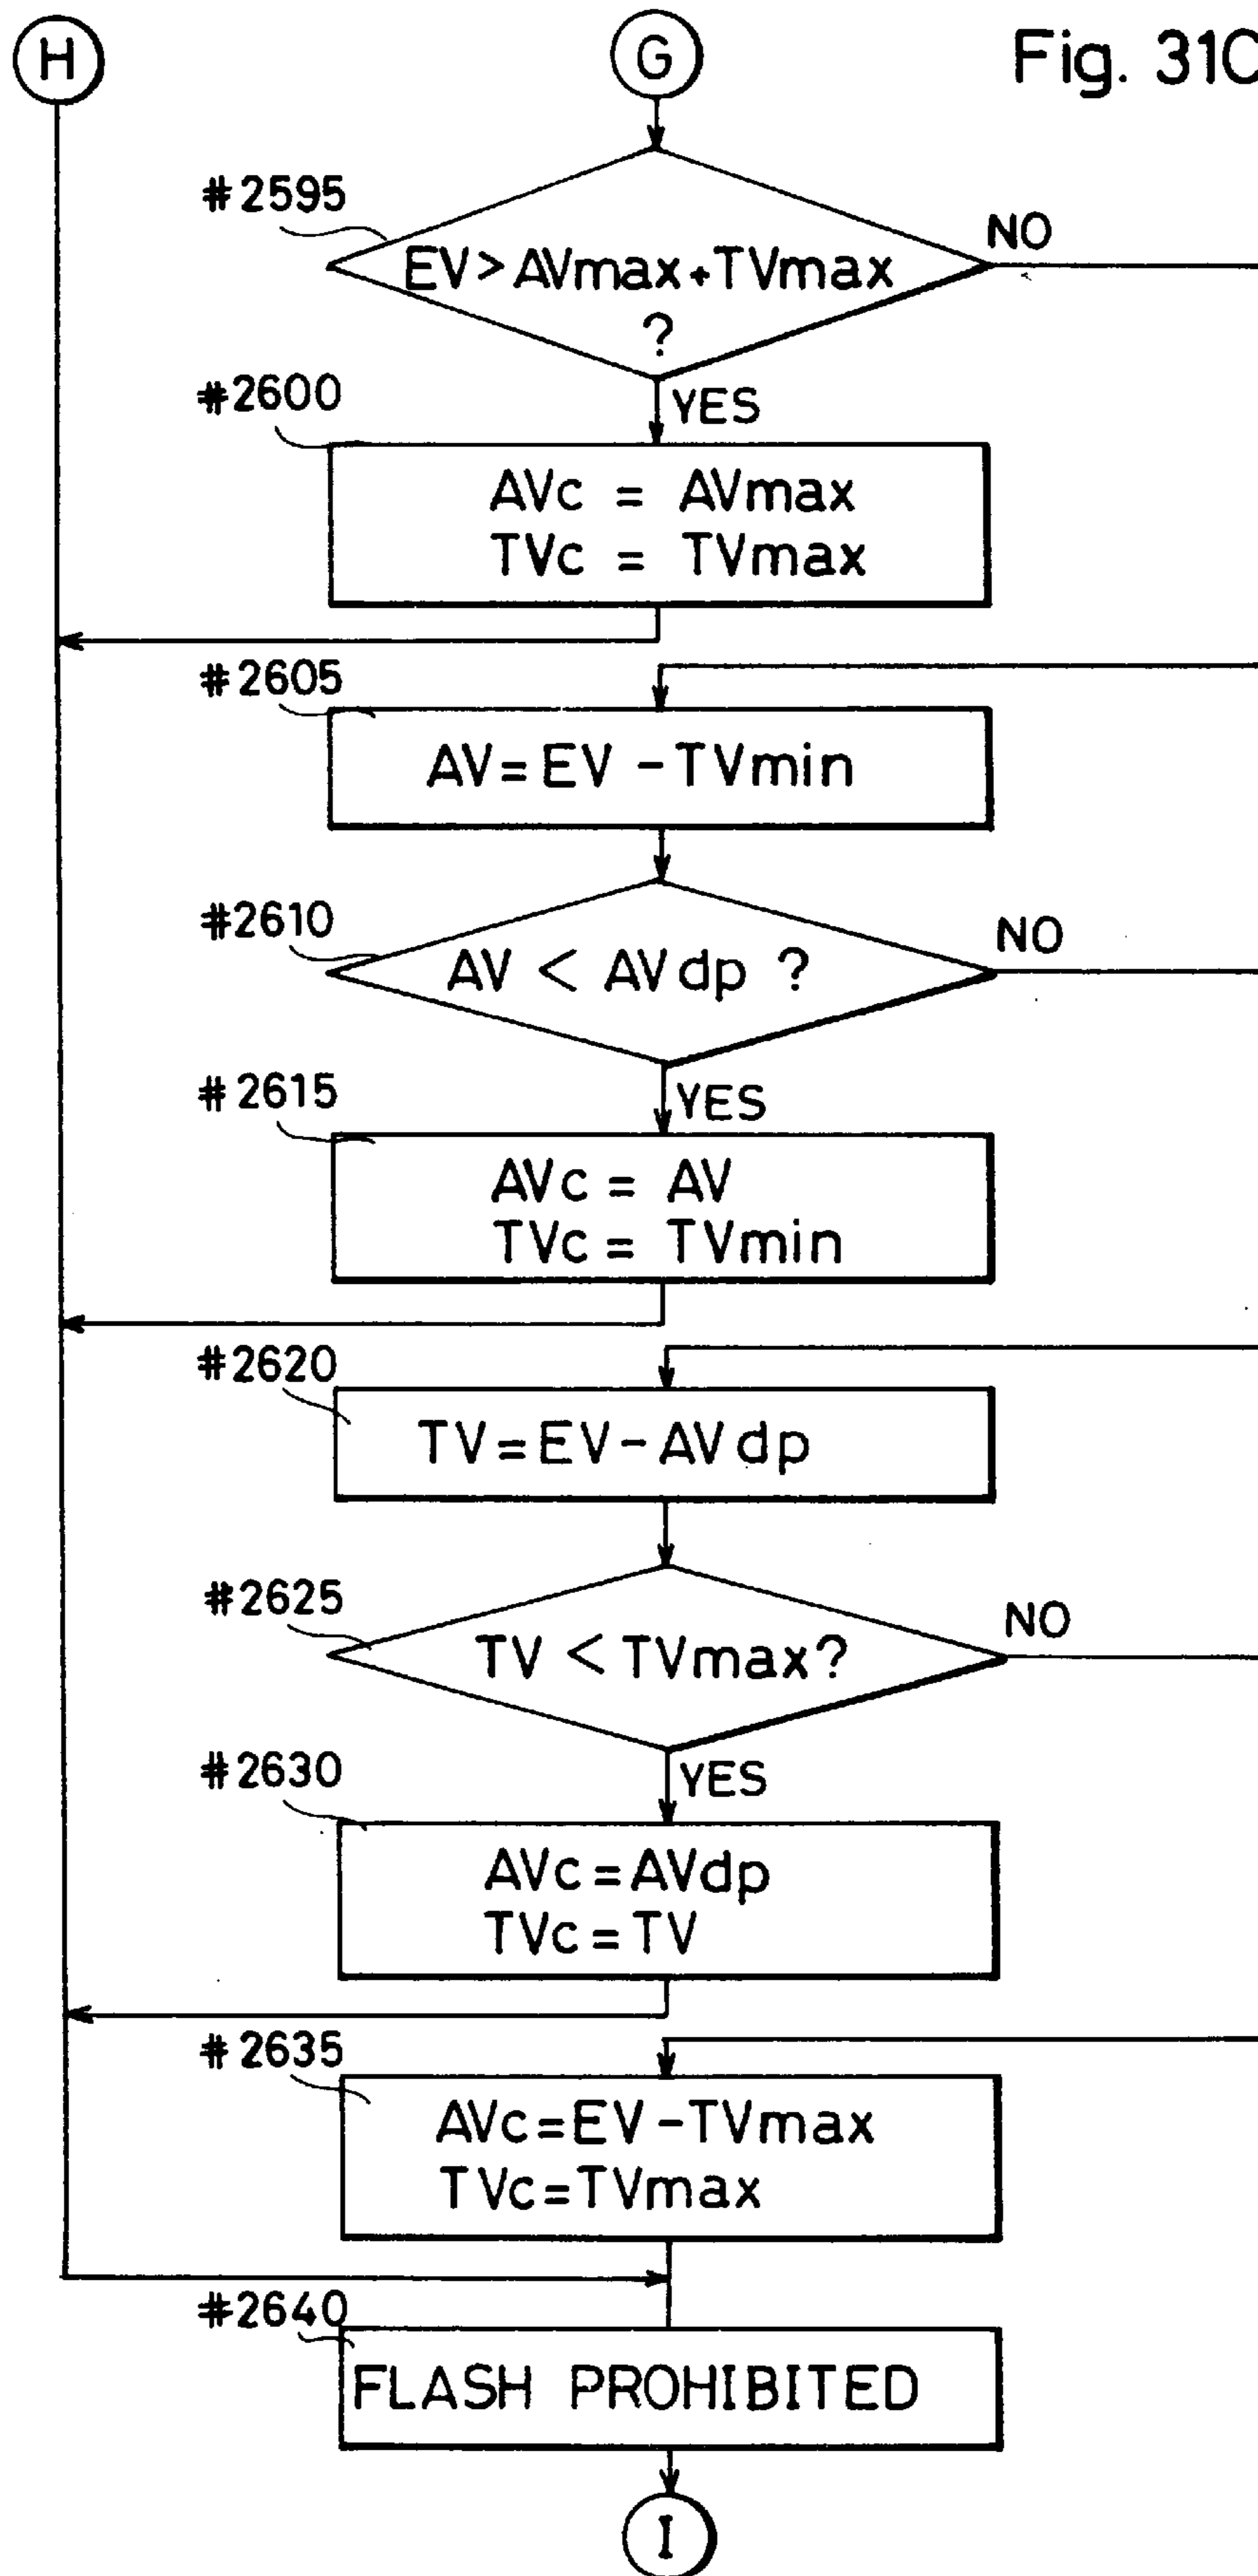 H
G
Fig. 31C
#2595
NO
EV>AVmax+TVmax
?
#2600
YES
AVc = AVmax
TVc = TVmax
#2605
AV=EV-TVmin
#2610
NO
AV < AVdp ?
#2615
YES
AVc = AV
TVc = TVmin
#2620
TV=EV-AVdp
#2625
NO
TV < TVmax?
#2630
YES
AVc=AVdp
TVc=TV
#2635
AVc=EV-TVmax
TVc=TVmax
#2640
FLASH PROHIBITED
I